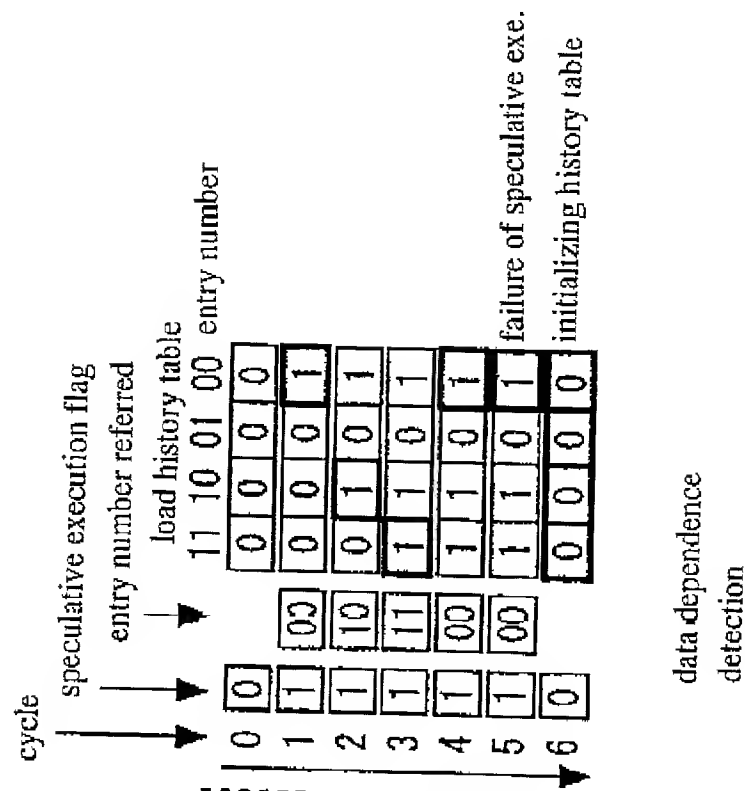 cycle
speculative execution flag
entry number referred
load history table
11 10 01 00 entry number
0 0 0 0 0 0
1 1 00 0 0 0 1
2 1 10 0 1 0 1
3 1 11 1 1 0 1
4 1 00 1 1 0 1
5 1 00 1 1 0 1 failure of speculative exe.
6 0 0 0 0 0 initializing history table
data dependence
detection